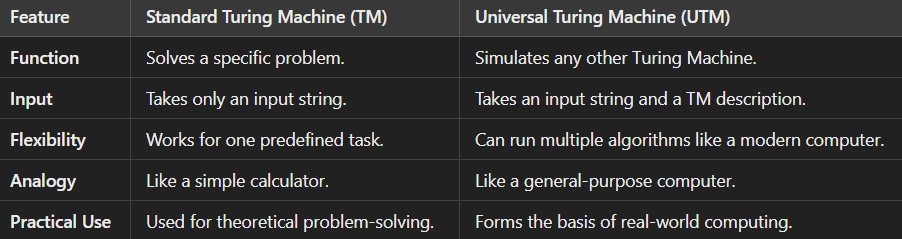 Feature Standard Turing Machine (TM) Universal Turing Machine (UTM)
Function Solves a specific problem. Simulates any other Turing Machine.
Input Takes only an input string. Takes an input string and a TM description.
Flexibility Works for one predefined task. Can run multiple algorithms like a modern computer.
Analogy Like a simple calculator. Like a general-purpose computer.
Practical Use Used for theoretical problem-solving. Forms the basis of real-world computing.